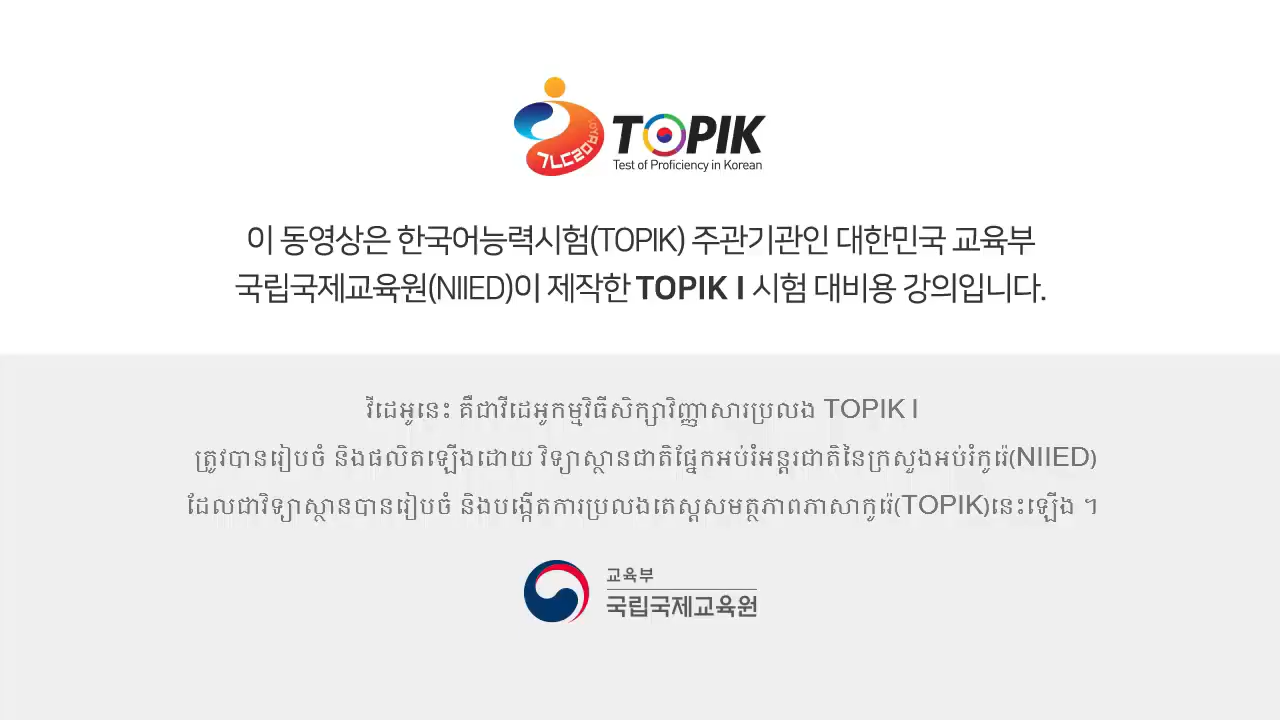 TOPIK
Test of Proficiency in Korean
이 동영상은 한국어능력시험(TOPIK) 주관기관인 대한민국 교육부
국립국제교육원(NIIED)이 제작한 TOPIK I 시험 대비용 강의입니다.
វីដេអូនេះ គឺជាវីដេអូកម្មវិធីសិក្សាវិញ្ញាសារប្រលង TOPIK I
ត្រូវបានរៀបចំ និងផលិតឡើងដោយ វិទ្យាស្ថានជាតិផ្នែកអប់រំអន្តរជាតិនៃក្រសួងអប់រំកូរ៉េ(NIIED)
ដែលជាវិទ្យាស្ថានបានរៀបចំ និងបង្កើតការប្រលងតេស្តសមត្ថភាពភាសាកូរ៉េ(TOPIK)នេះឡើង ។
교육부
국립국제교육원